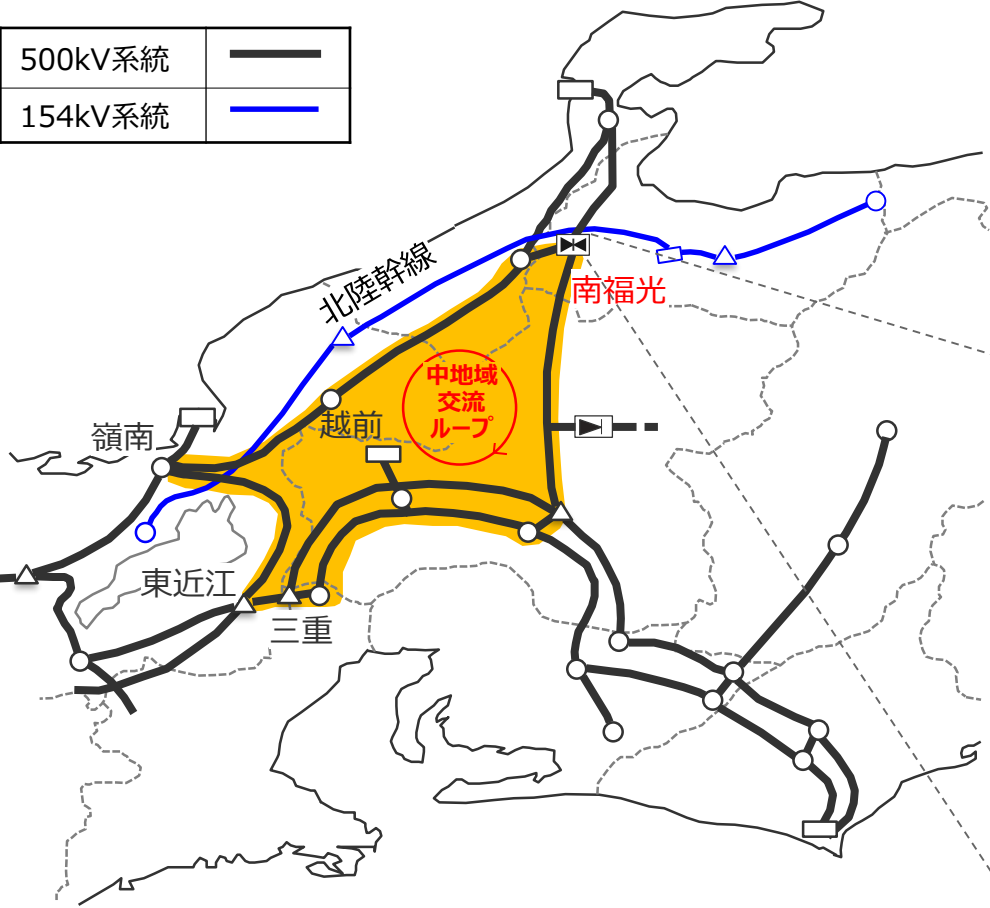 500kV系統
154kV系統
北陸幹線
南福光
中地域
交流
ループ
越前
嶺南
東近江
三重